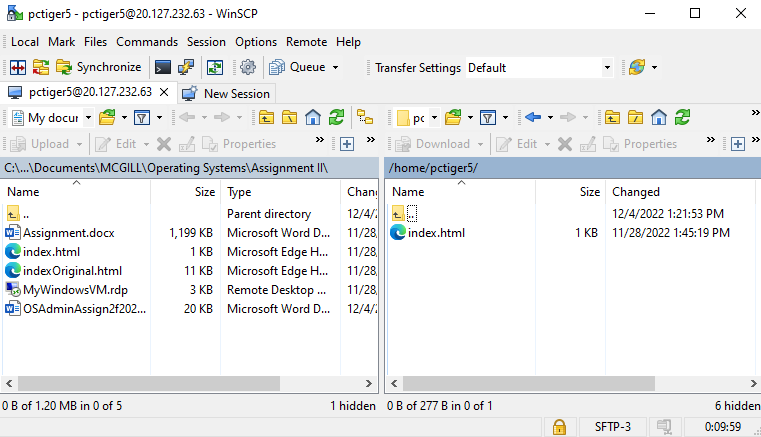 pctiger5 - pctiger5@20.127.232.63 - WinSCP
Local Mark Files Commands Session Options Remote Help
Synchronize Queue Transfer Settings Default
pctiger5@20.127.232.63 New Session
My docur
Upload Edit Properties »
C:\...\Documents\MCGILL\Operating Systems\Assignment II\
Name Size Type Chang
.. Parent directory 12/4/2
Assignment.docx 1,199 KB Microsoft Word D... 11/28,
index.html 1 KB Microsoft Edge H... 11/28,
indexOriginal.html 11 KB Microsoft Edge H... 11/28,
MyWindowsVM.rdp 3 KB Remote Desktop ... 11/28,
OSAdminAssign2f202... 20 KB Microsoft Word D... 12/4/2
0 B of 1.20 MB in 0 of 5 1 hidden
pc »
Download Edit Properties »
/home/pctiger5/
Name Size Changed
.. 12/4/2022 1:21:53 PM
index.html 1 KB 11/28/2022 1:45:19 PM
0 B of 277 B in 0 of 1 6 hidden
SFTP-3 0:09:59